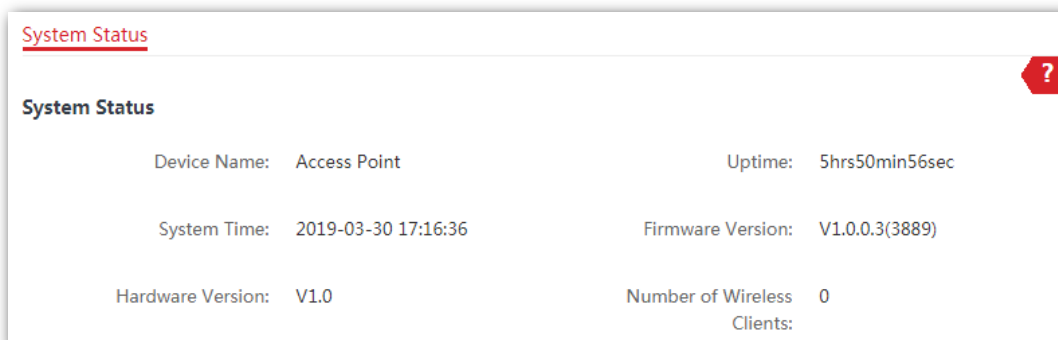 System Status
?
System Status
Device Name: Access Point Uptime: 5hrs50min56sec
System Time: 2019-03-30 17:16:36 Firmware Version: V1.0.0.3(3889)
Hardware Version: V1.0 Number of Wireless 0
Clients: